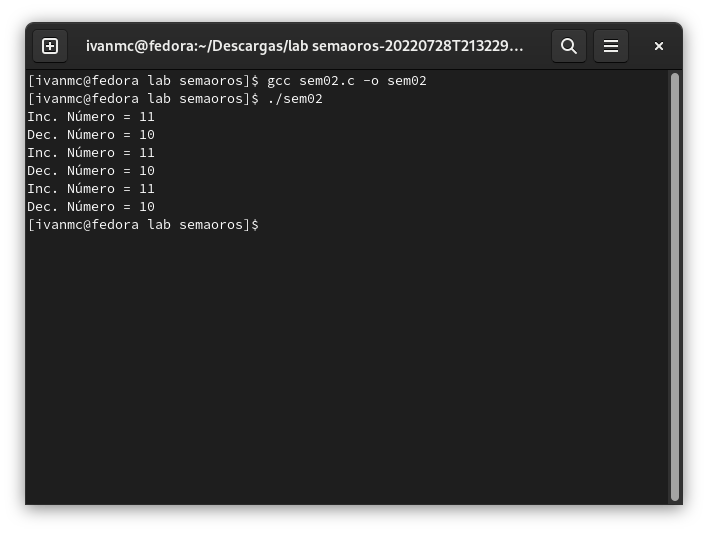 ivanmc@fedora:~/Descargas/lab semaoros-20220728T213229...
[ivanmc@fedora lab semaoros]$ gcc sem02.c -o sem02
[ivanmc@fedora lab semaoros]$ ./sem02
Inc. Número = 11
Dec. Número = 10
Inc. Número = 11
Dec. Número = 10
Inc. Número = 11
Dec. Número = 10
[ivanmc@fedora lab semaoros]$